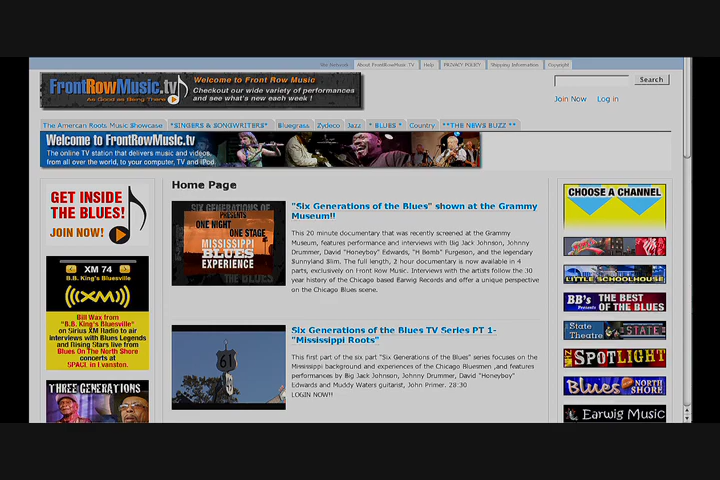 Site Network
About FrontRowMusic.TV
Help
PRIVACY POLICY
Shipping Information
Copyright
FrontRowMusic.tv
As Good as Being There
Welcome to Front Row Music
Checkout our wide variety of performances
and see what's new each week !
Search
Join Now Log in
The American Roots Music Showcase
*SINGERS & SONGWRITERS*
Bluegrass
Zydeco
Jazz
* BLUES *
Country
**THE NEWS BUZZ **
Welcome to FrontRowMusic.tv
The online TV station that delivers music and videos,
from all over the world, to your computer, TV and iPod.
GET INSIDE
THE BLUES!
JOIN NOW!
XM 74
B.B. King's Bluesville
XM
Bill Wax from
"B.B. King's Bluesville"
on Sirius XM Radio to air
interviews with Blues Legends
and Rising Stars live from
Blues On The North Shore
concerts at
SPACE in Evanston.
THREE GENERATIONS
Home Page
SIX GENERATIONS OF
PRESENTS
ONE NIGHT
ONE STAGE
MISSISSIPPI
BLUES
EXPERIENCE
THE BLUES
"Six Generations of the Blues" shown at the Grammy
Museum!!
This 20 minute documentary that was recently screened at the Grammy
Museum, features performance and interviews with Big Jack Johnson, Johnny
Drummer, David "Honeyboy" Edwards, "H Bomb" Furgeson, and the legendary
Sunnyland Slim. The full length, 2 hour documentary is now available in 4
parts, exclusively on Front Row Music. Interviews with the artists follow the 30
year history of the Chicago based Earwig Records and offer a unique perspective
on the Chicago Blues scene.
61
Six Generations of the Blues TV Series PT 1-
"Mississippi Roots"
This first part of the six part "Six Generations of the Blues" series focuses on the
Mississippi background and experiences of the Chicago Bluesmen ,and features
performances by Big Jack Johnson, Johnny Drummer, David "Honeyboy"
Edwards and Muddy Waters guitarist, John Primer. 28:30
LOGIN NOW!!
CHOOSE A CHANNEL
LITTLE SCHOOLHOUSE
BB's Presents THE BEST OF THE BLUES
State Theatre STATE
SPOTLIGHT
Blues on NORTH SHORE
Earwig Music